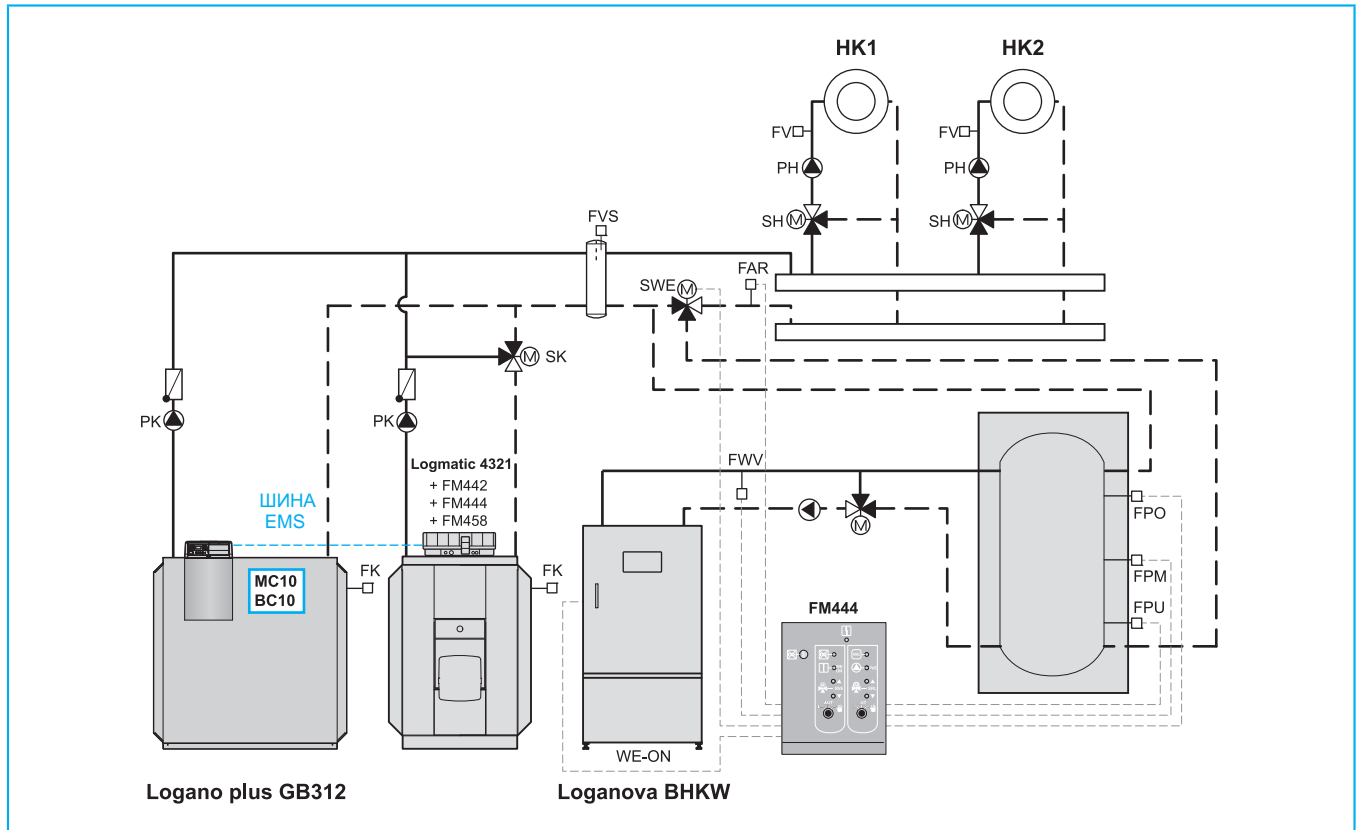 HK1
HK2
FV
FV
PH
PH
SH
M
SH
M
FVS
FAR
SWE
M
M
SK
PK
PK
Logmatic 4321
+ FM442
+ FM444
+ FM458
FWV
ШИНА
EMS
M
FPO
FPM
FPU
MC10
BC10
FK
FK
FM444
WE-ON
Logano plus GB312
Loganova BHKW